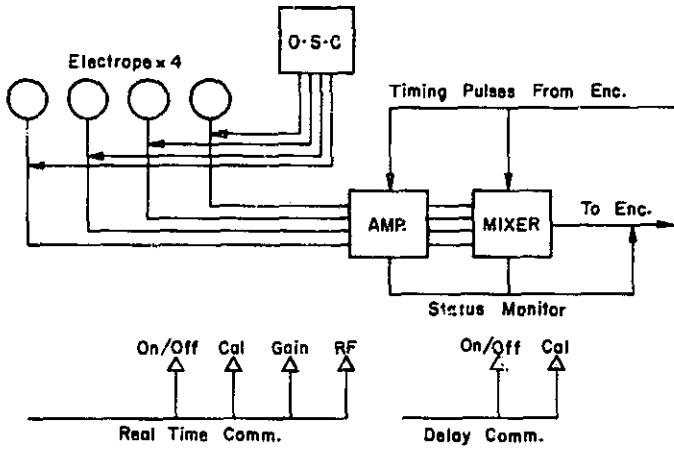 O·S·C
Electrope × 4
Timing Pulses From Enc.
AMP.
MIXER
To Enc.
Status Monitor
On/Off Cal Gain RF
On/Off Cal
Real Time Comm.
Delay Comm.